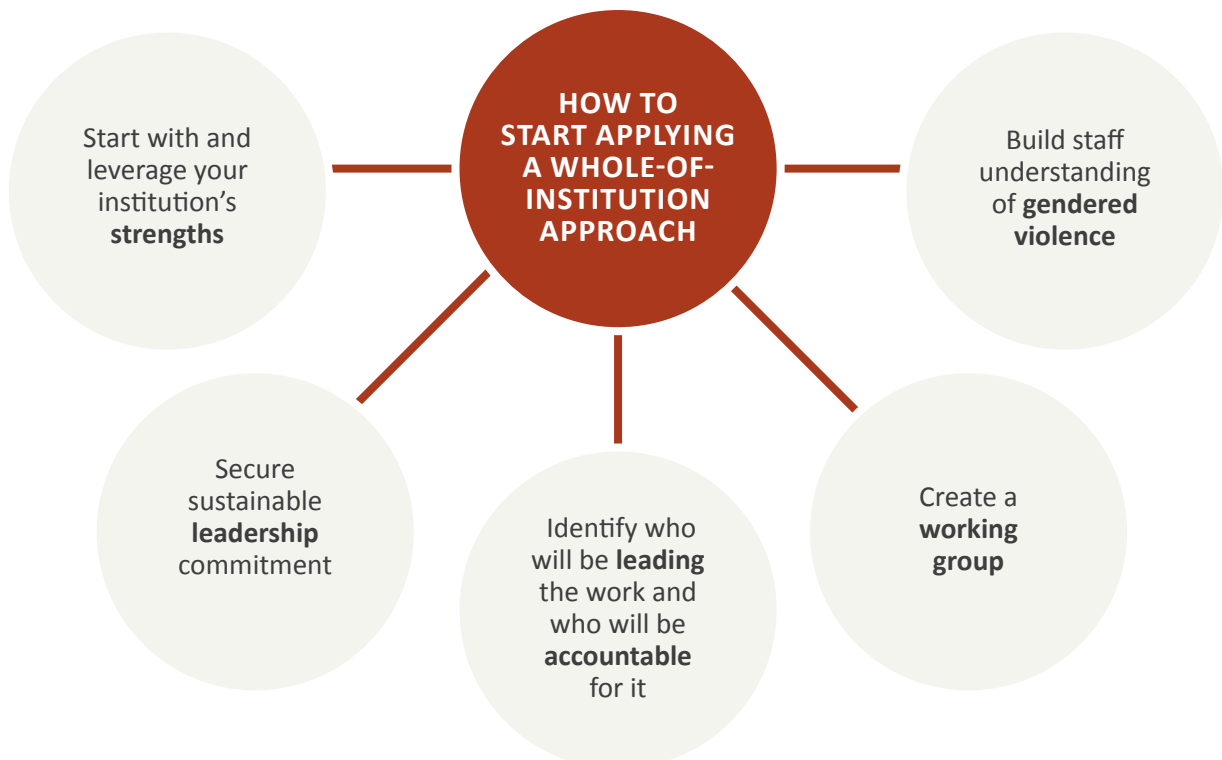 HOW TO
START APPLYING
A WHOLE-OF-
INSTITUTION
APPROACH
Start with and
leverage your
institution’s
strengths
Secure
sustainable
leadership
commitment
Identify who
will be leading
the work and
who will be
accountable
for it
Create a
working
group
Build staff
understanding
of gendered
violence